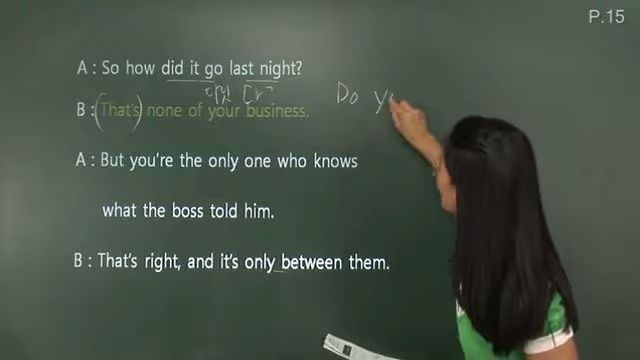 P.15
A : So how did it go last night?
B : (That's) none of your business.
Do y
A : But you're the only one who knows
what the boss told him.
B : That's right, and it's only between them.